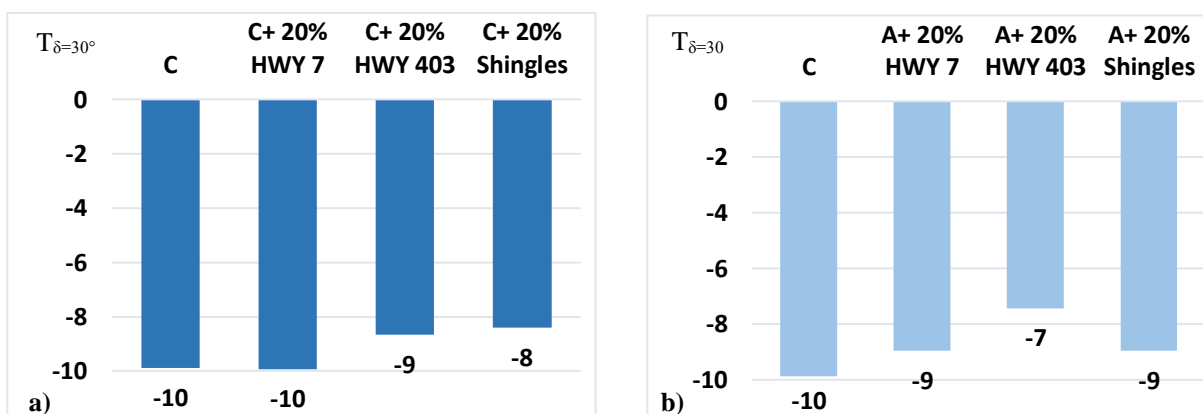 T δ=30°
C
C+ 20% HWY 7
C+ 20% HWY 403
C+ 20% Shingles
0
-2
-4
-6
-8
-10
-10
-10
-9
-8
a)
T δ=30
C
A+ 20% HWY 7
A+ 20% HWY 403
A+ 20% Shingles
0
-2
-4
-6
-8
-10
-10
-9
-7
-9
b)